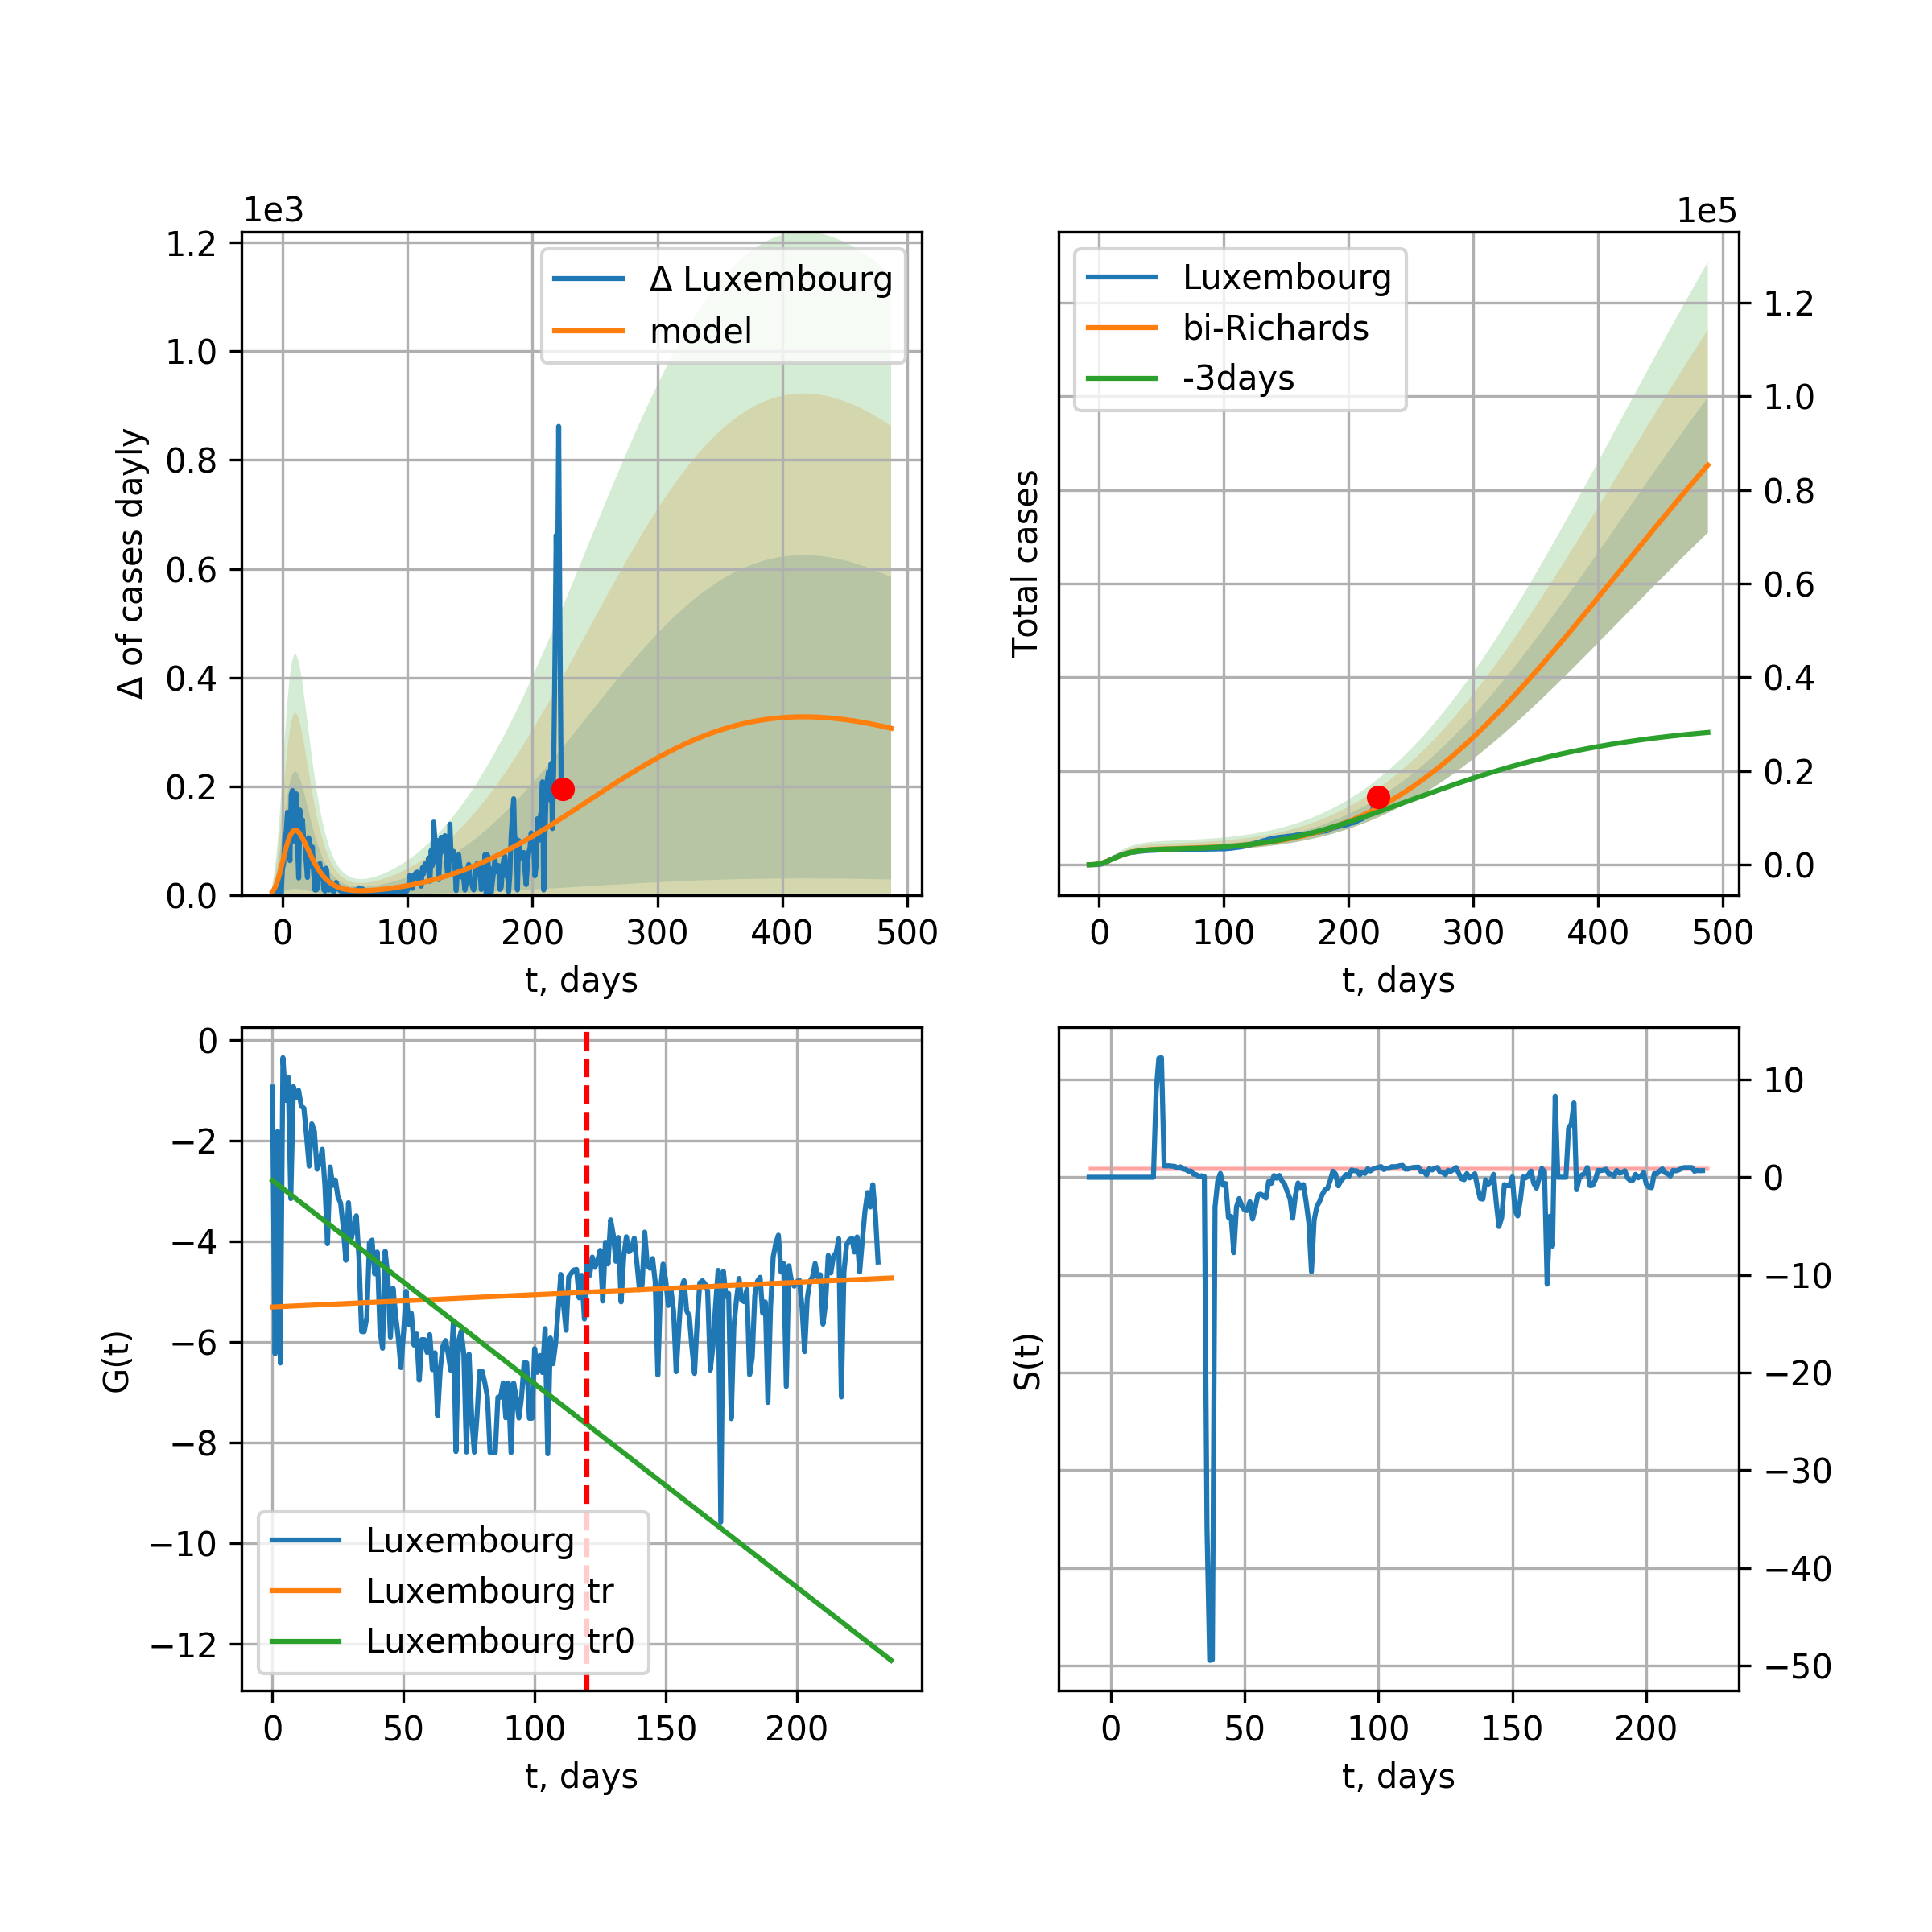 1e3
1.2
1.0
0.8
0.6
0.4
0.2
0.0
Δ of cases dayly
Δ Luxembourg
model
0 100 200 300 400 500
t, days
1e5
1.2
1.0
0.8
0.6
0.4
0.2
0.0
Total cases
Luxembourg
bi-Richards
-3days
0 100 200 300 400 500
t, days
0
−2
−4
−6
−8
−10
−12
G(t)
Luxembourg
Luxembourg tr
Luxembourg tr0
0 50 100 150 200
t, days
10
0
−10
−20
−30
−40
−50
S(t)
0 50 100 150 200
t, days